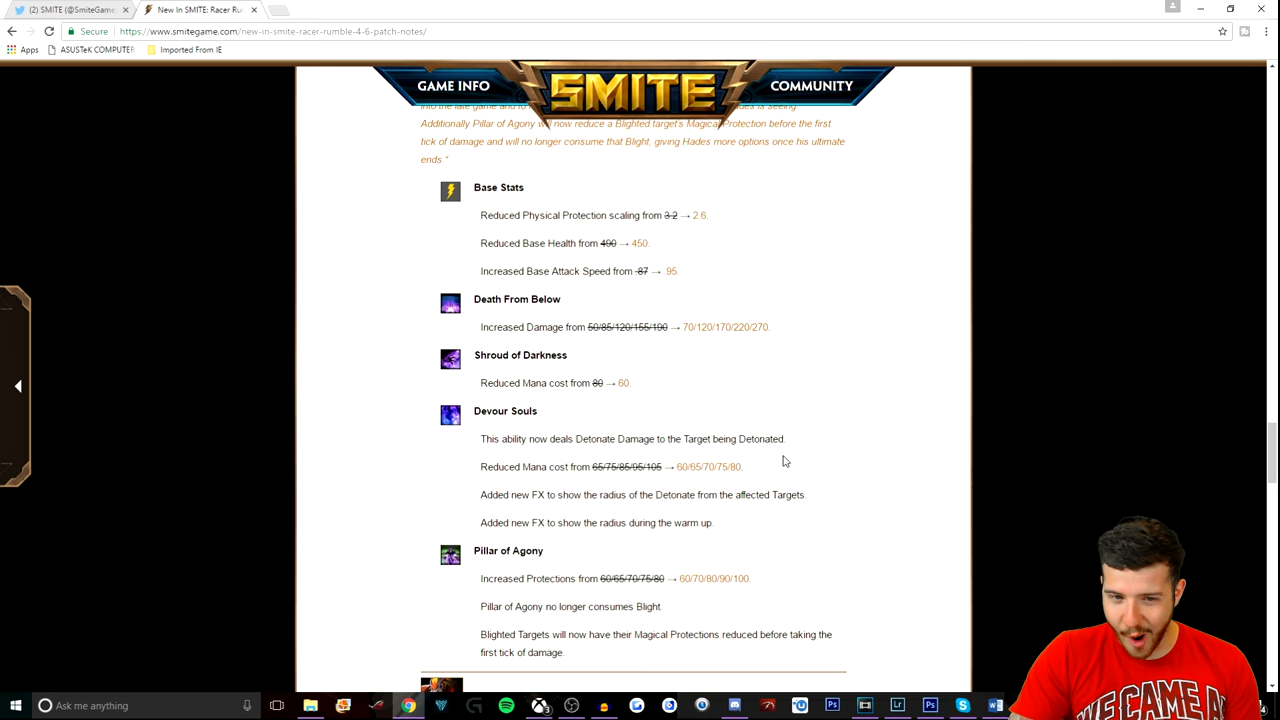 (2) SMITE (@SmiteGame
New In SMITE: Racer Ru
Secure
https://www.smitegame.com/new-in-smite-racer-rumble-4-6-patch-notes/
Apps
ASUSTeK COMPUTER
Imported From IE
GAME INFO
SMITE
COMMUNITY
Additionally Pillar of Agony will now reduce a Blighted target's Magical Protection before the first
tick of damage and will no longer consume that Blight, giving Hades more options once his ultimate
ends "
Base Stats
Reduced Physical Protection scaling from 3.2 → 2.6.
Reduced Base Health from 490 → 450.
Increased Base Attack Speed from .87 → .95
Death From Below
Increased Damage from 50/85/120/155/190 → 70/120/170/220/270.
Shroud of Darkness
Reduced Mana cost from 80 → 60.
Devour Souls
This ability now deals Detonate Damage to the Target being Detonated.
Reduced Mana cost from 65/75/85/95/105 → 60/65/70/75/80.
Added new FX to show the radius of the Detonate from the affected Targets.
Added new FX to show the radius during the warm up.
Pillar of Agony
Increased Protections from 60/65/70/75/80 → 60/70/80/90/100.
Pillar of Agony no longer consumes Blight.
Blighted Targets will now have their Magical Protections reduced before taking the
first tick of damage.
WE GAME A
Ask me anything